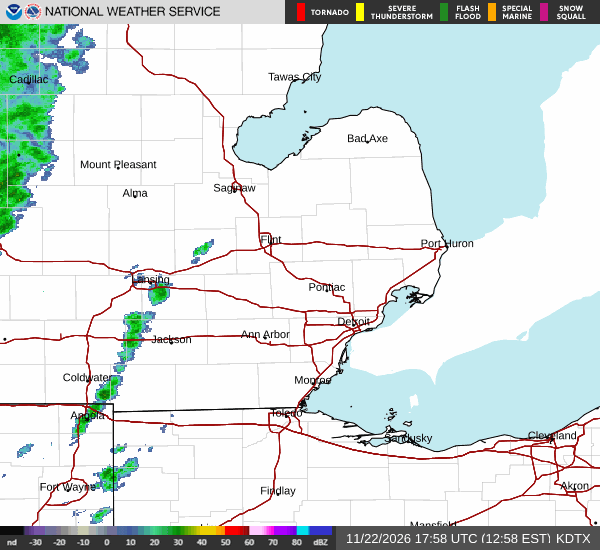 NATIONAL WEATHER SERVICE
TORNADO
SEVERE THUNDERSTORM
FLASH FLOOD
SPECIAL MARINE
SNOW SQUALL
Cadillac
Tawas City
Bad Axe
Mount Pleasant
Alma
Saginaw
Flint
Port Huron
Lansing
Pontiac
Detroit
Jackson
Ann Arbor
Coldwater
Monroe
Angola
Toledo
Sandusky
Cleveland
Fort Wayne
Findlay
Akron
Mansfield
nd -30 -20 -10 0 10 20 30 40 50 60 70 80 dBZ
11/22/2026 17:58 UTC (12:58 EST) KDTX